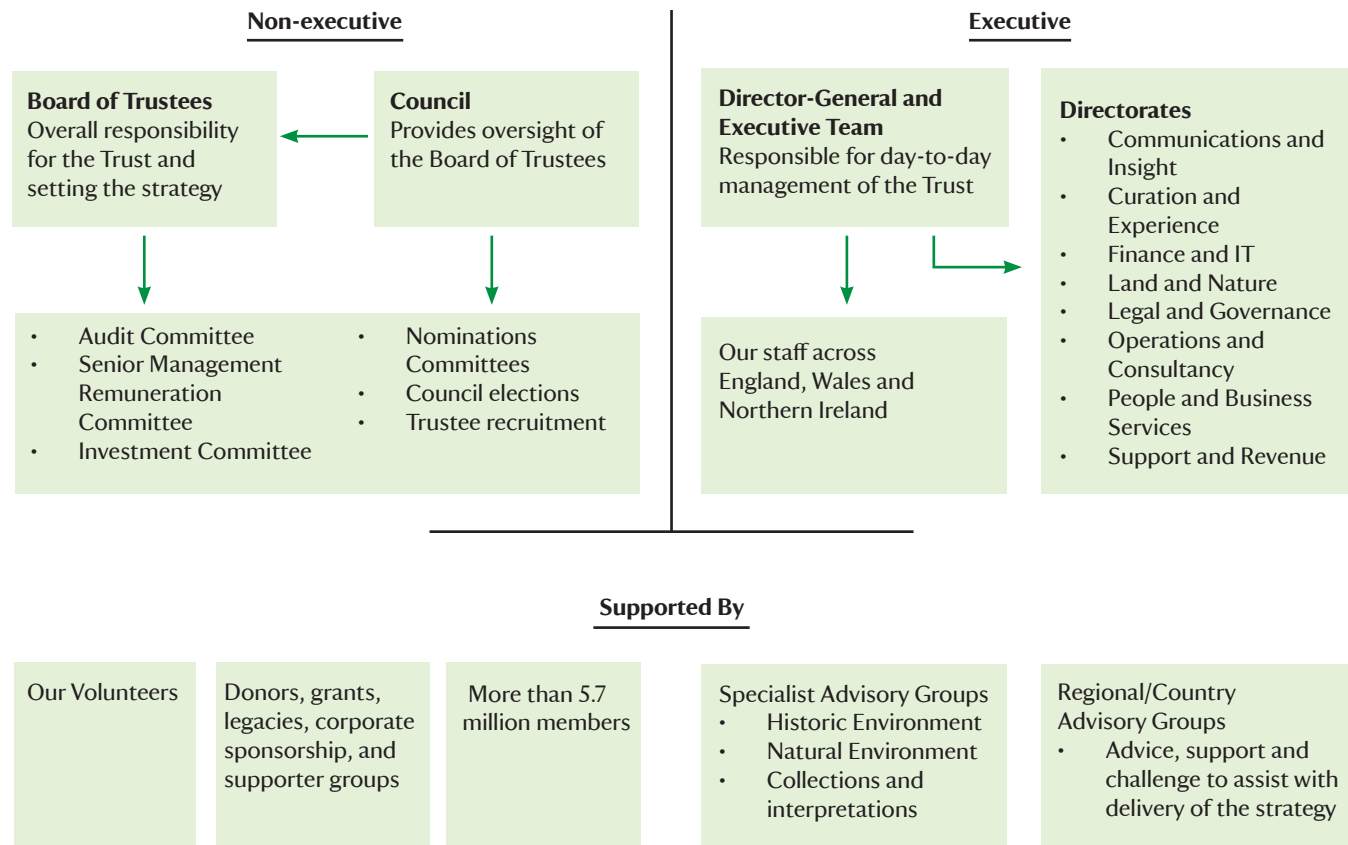 Non-executive
Board of Trustees
Overall responsibility
for the Trust and
setting the strategy
Council
Provides oversight of
the Board of Trustees
• Audit Committee
• Senior Management
Remuneration
Committee
• Investment Committee
• Nominations
Committees
• Council elections
• Trustee recruitment
Executive
Director-General and
Executive Team
Responsible for day-to-day
management of the Trust
Our staff across
England, Wales and
Northern Ireland
Directorates
• Communications and
Insight
• Curation and
Experience
• Finance and IT
• Land and Nature
• Legal and Governance
• Operations and
Consultancy
• People and Business
Services
• Support and Revenue
Supported By
Our Volunteers
Donors, grants,
legacies, corporate
sponsorship, and
supporter groups
More than 5.7
million members
Specialist Advisory Groups
• Historic Environment
• Natural Environment
• Collections and
interpretations
Regional/Country
Advisory Groups
• Advice, support and
challenge to assist with
delivery of the strategy